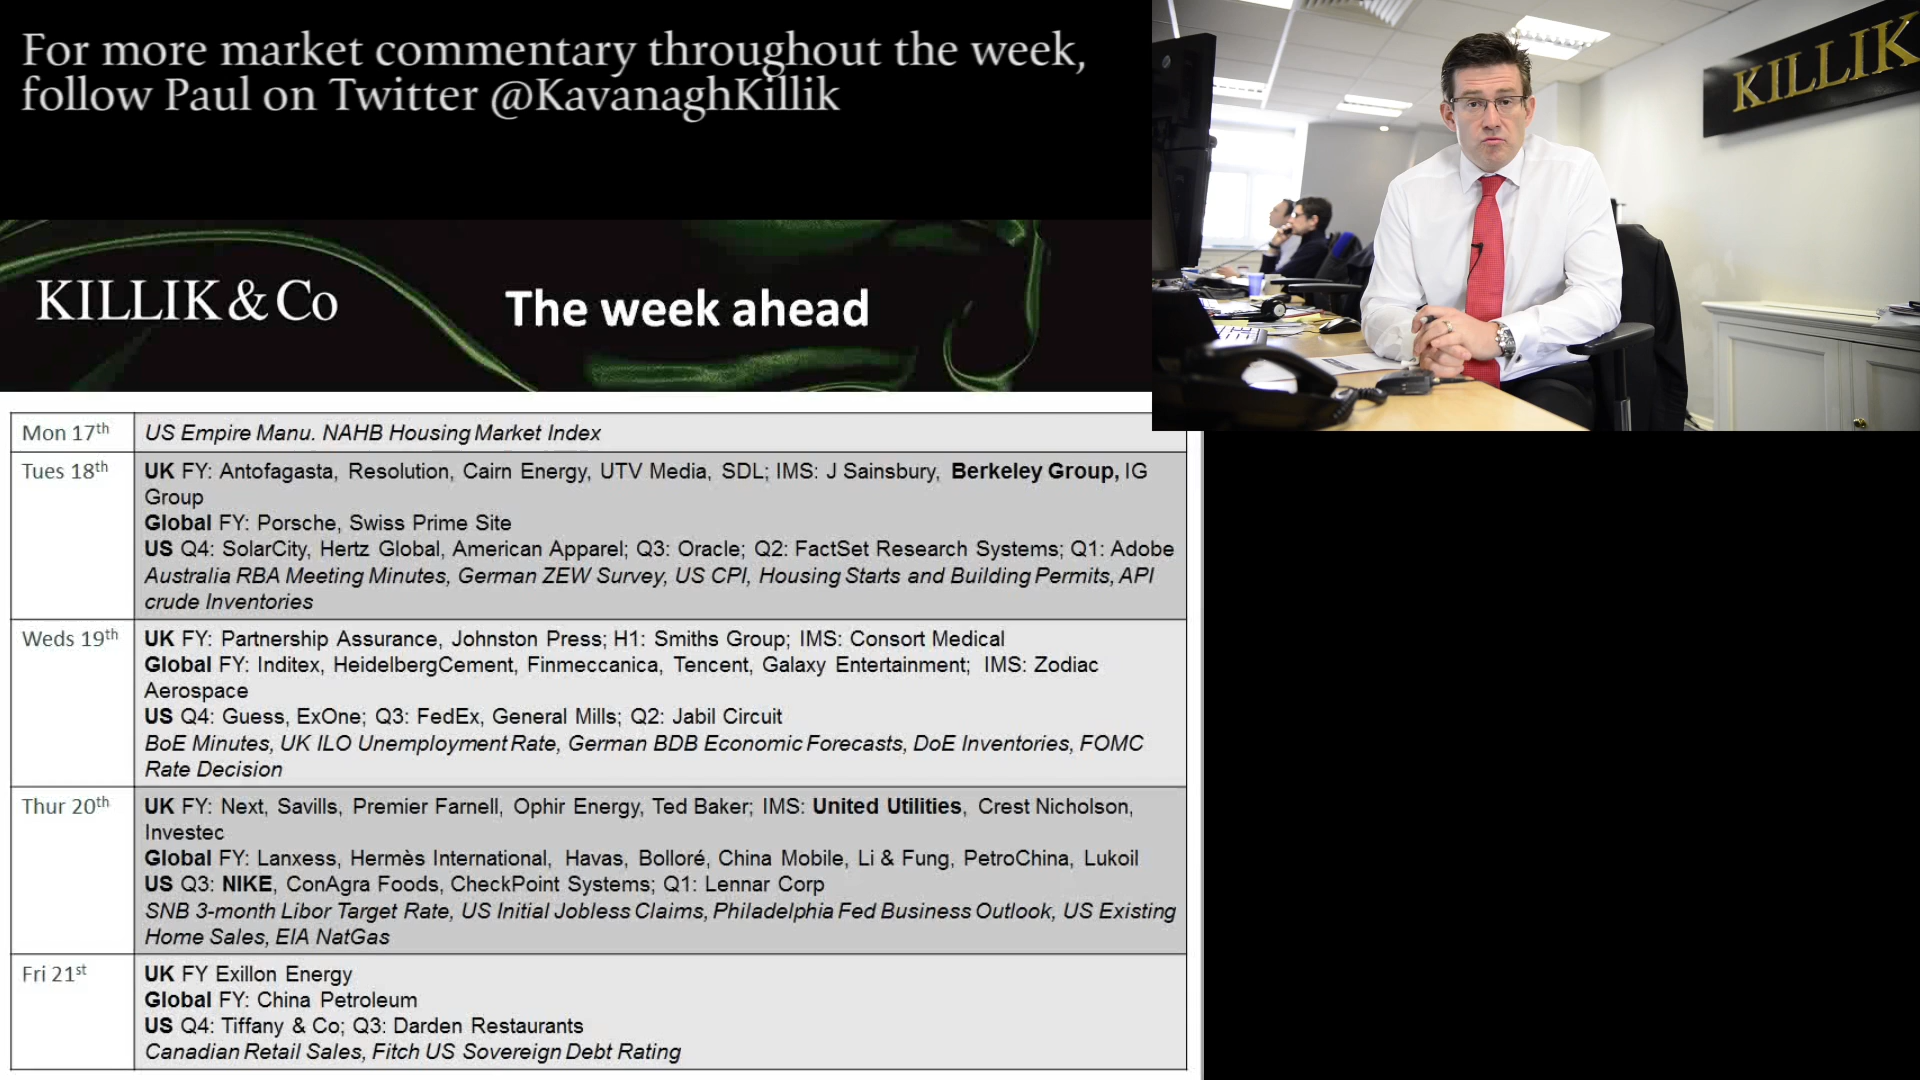 For more market commentary throughout the week,
follow Paul on Twitter @KavanaghKillik
KILLIK
KILLIK & Co
The week ahead
Mon 17th
US Empire Manu. NAHB Housing Market Index
Tues 18th
UK FY: Antofagasta, Resolution, Cairn Energy, UTV Media, SDL; IMS: J Sainsbury, Berkeley Group, IG
Group
Global FY: Porsche, Swiss Prime Site
US Q4: SolarCity, Hertz Global, American Apparel; Q3: Oracle; Q2: FactSet Research Systems; Q1: Adobe
Australia RBA Meeting Minutes, German ZEW Survey, US CPI, Housing Starts and Building Permits, API
crude Inventories
Weds 19th
UK FY: Partnership Assurance, Johnston Press; H1: Smiths Group; IMS: Consort Medical
Global FY: Inditex, HeidelbergCement, Finmeccanica, Tencent, Galaxy Entertainment; IMS: Zodiac
Aerospace
US Q4: Guess, ExOne; Q3: FedEx, General Mills; Q2: Jabil Circuit
BoE Minutes, UK ILO Unemployment Rate, German BDB Economic Forecasts, DoE Inventories, FOMC
Rate Decision
Thur 20th
UK FY: Next, Savills, Premier Farnell, Ophir Energy, Ted Baker; IMS: United Utilities, Crest Nicholson,
Investec
Global FY: Lanxess, Hermès International, Havas, Bolloré, China Mobile, Li & Fung, PetroChina, Lukoil
US Q3: NIKE, ConAgra Foods, CheckPoint Systems; Q1: Lennar Corp
SNB 3-month Libor Target Rate, US Initial Jobless Claims, Philadelphia Fed Business Outlook, US Existing
Home Sales, EIA NatGas
Fri 21st
UK FY Exillon Energy
Global FY: China Petroleum
US Q4: Tiffany & Co; Q3: Darden Restaurants
Canadian Retail Sales, Fitch US Sovereign Debt Rating